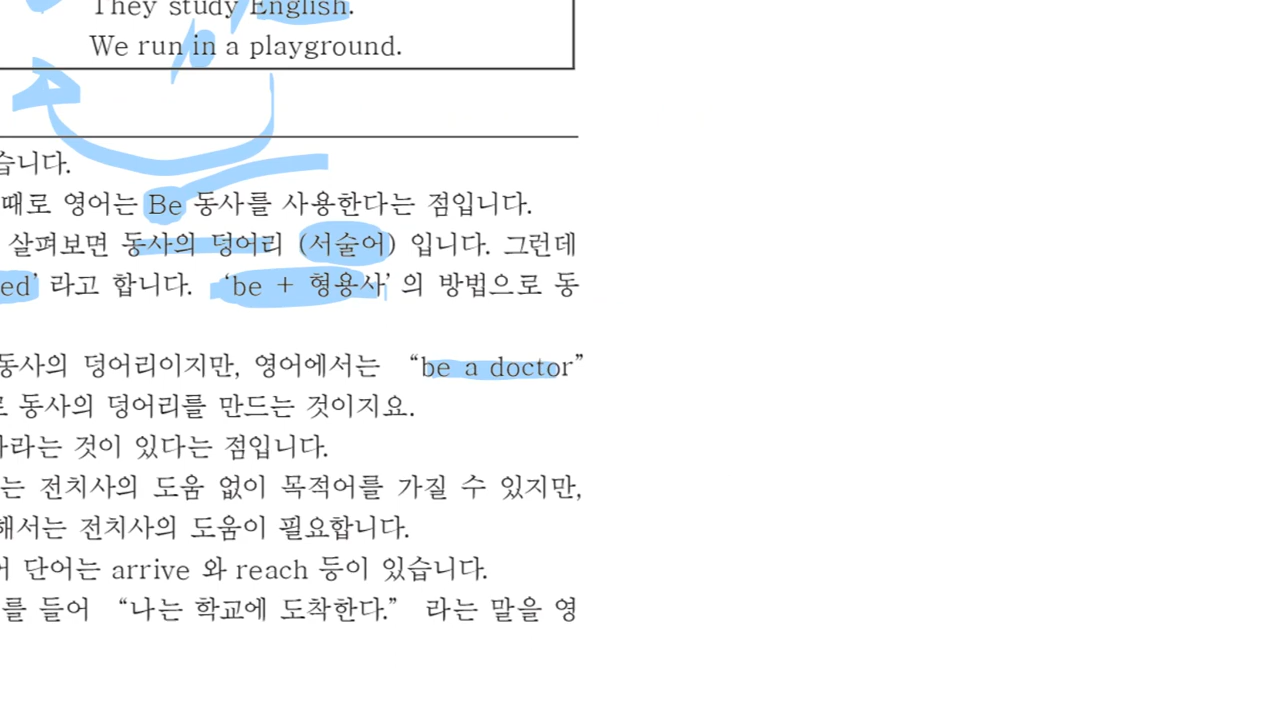 They study English.
We run in a playground.
습니다.
때로 영어는 Be 동사를 사용한다는 점입니다.
살펴보면 동사의 덩어리 (서술어) 입니다. 그런데
ed’ 라고 합니다. ‘be + 형용사’ 의 방법으로 동
동사의 덩어리이지만, 영어에서는 “be a doctor”
동사의 덩어리를 만드는 것이지요.
라는 것이 있다는 점입니다.
는 전치사의 도움 없이 목적어를 가질 수 있지만,
해서는 전치사의 도움이 필요합니다.
단어는 arrive 와 reach 등이 있습니다.
를 들어 “나는 학교에 도착한다.” 라는 말을 영